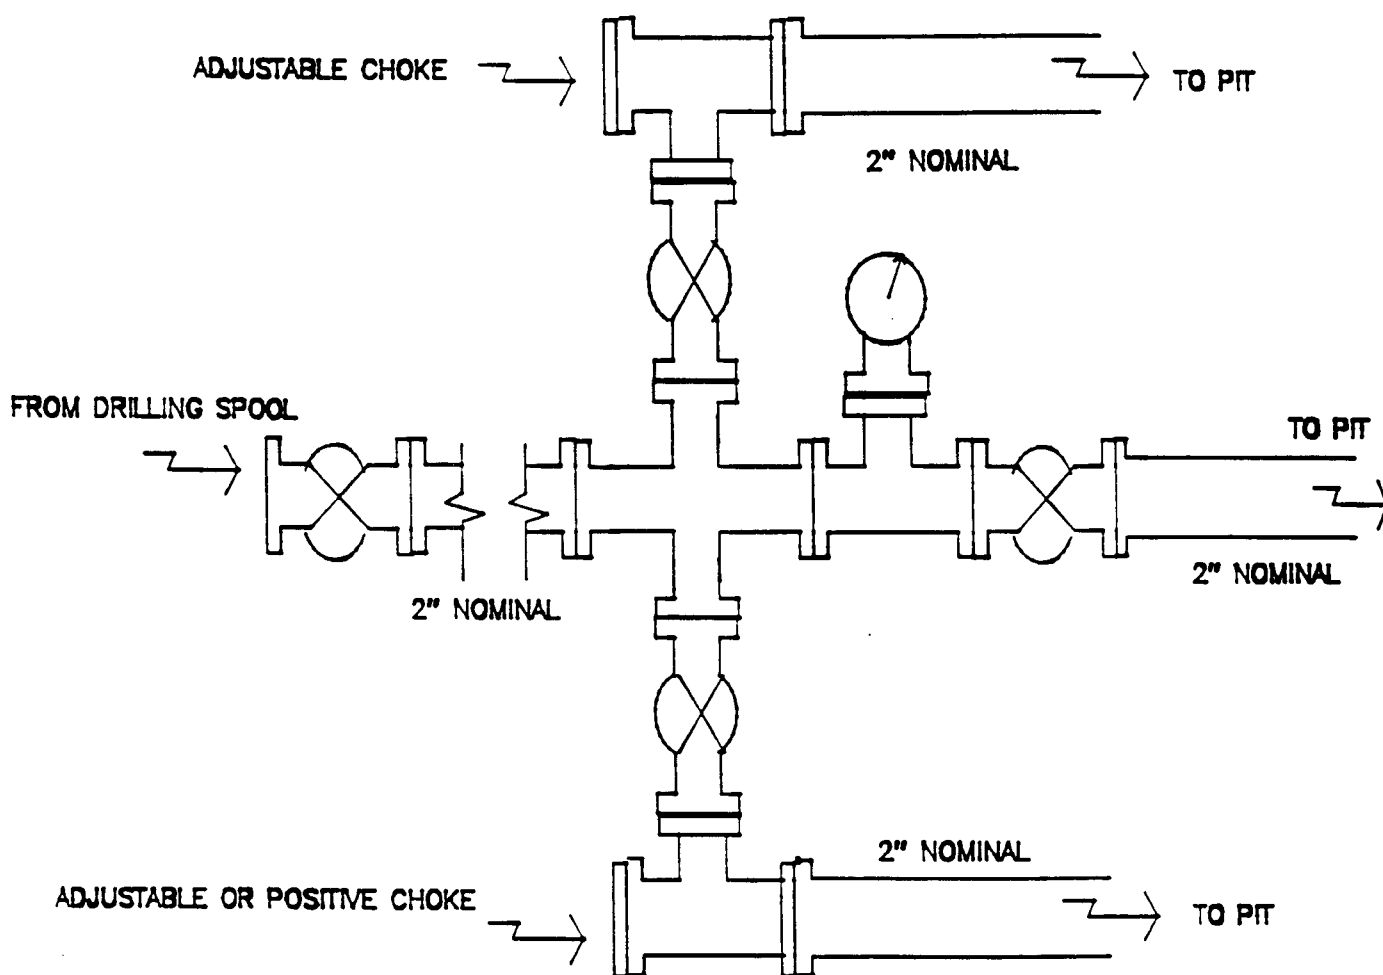 ADJUSTABLE CHOKE
TO PIT
2" NOMINAL
FROM DRILLING SPOOL
TO PIT
2" NOMINAL
2" NOMINAL
2" NOMINAL
ADJUSTABLE OR POSITIVE CHOKE
TO PIT